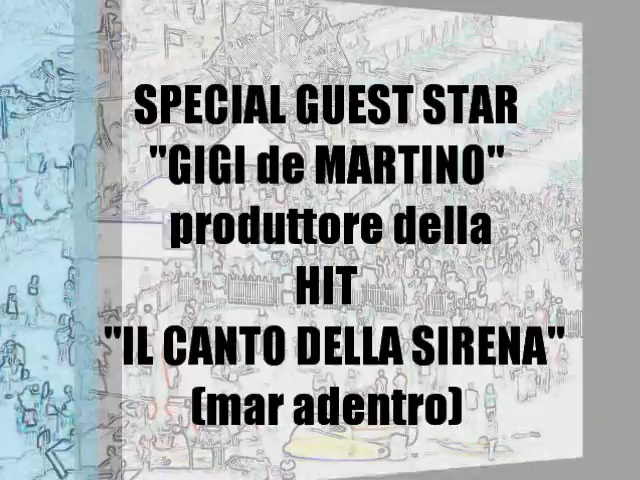 SPECIAL GUEST STAR
"GIGI de MARTINO"
produttore della
HIT
"IL CANTO DELLA SIRENA"
(mar adentro)